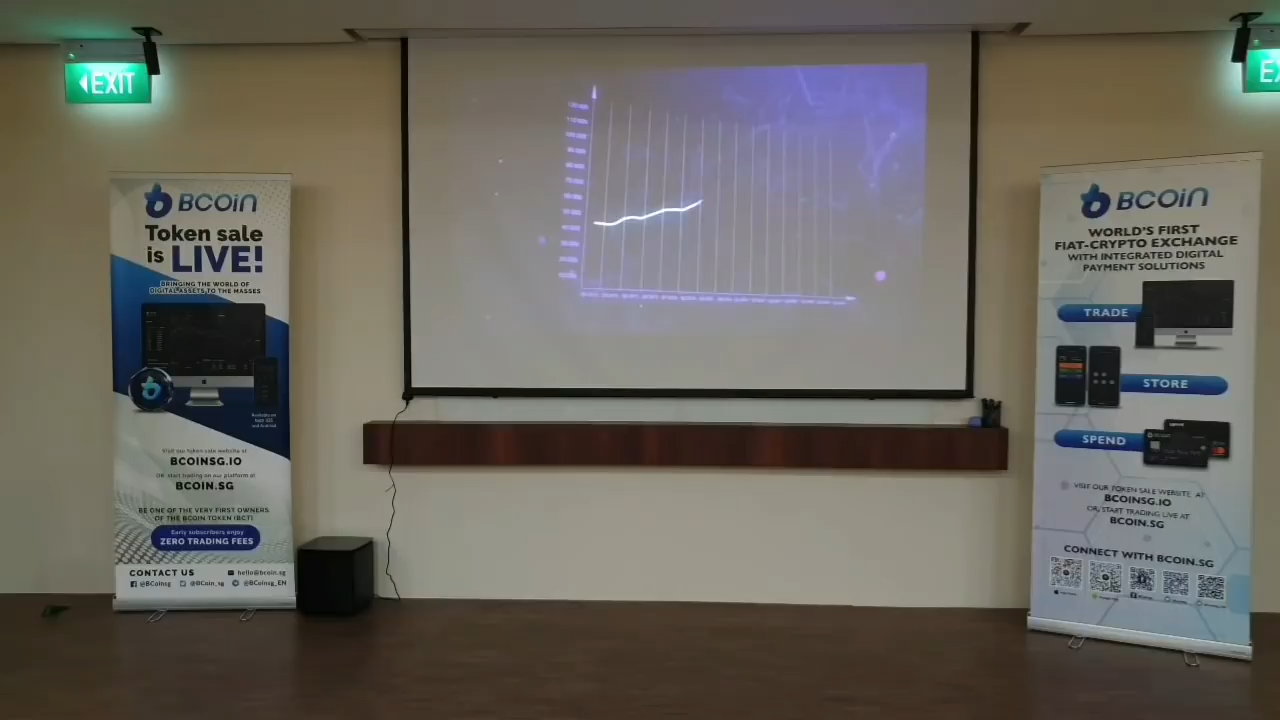 EXIT
BCOIN
Token sale
is LIVE!
BRINGING THE WORLD OF
DIGITAL ASSETS TO THE MASSES
Visit our token sale website at
BCOINSG.IO
OR, start trading on our platform at
BCOIN.SG
BE ONE OF THE VERY FIRST OWNERS
OF THE BCOIN TOKEN (BCT)
Early subscribers enjoy
ZERO TRADING FEES
CONTACT US
hello@bcoin.sg
@BCoinsg @BCoin_sg @BCoinsg_EN
BCOIN
WORLD'S FIRST
FIAT-CRYPTO EXCHANGE
WITH INTEGRATED DIGITAL
PAYMENT SOLUTIONS
TRADE
STORE
SPEND
VISIT OUR TOKEN SALE WEBSITE AT
BCOINSG.IO
OR, START TRADING LIVE AT
BCOIN.SG
CONNECT WITH BCOIN.SG